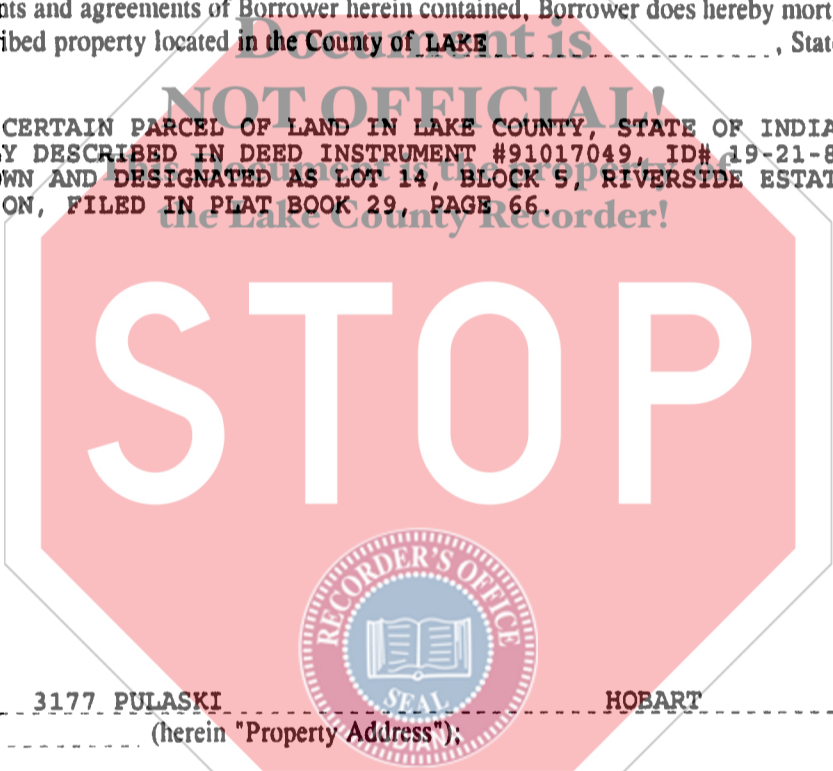 nts and agreements of Borrower herein contained, Borrower does hereby mort
ibed property located in the County of LAKE, Stat
Document is
NOT OFFICIAL!
This Document is the property of
the Lake County Recorder!
CERTAIN PARCEL OF LAND IN LAKE COUNTY, STATE OF INDIA
Y DESCRIBED IN DEED INSTRUMENT #91017049, ID# 19-21-8
WN AND DESIGNATED AS LOT 14, BLOCK 5, RIVERSIDE ESTAT
ON, FILED IN PLAT BOOK 29, PAGE 66.
STOP
RECORDER'S OFFICE
SEAL
INDIANA
3177 PULASKI HOBART
(herein "Property Address");